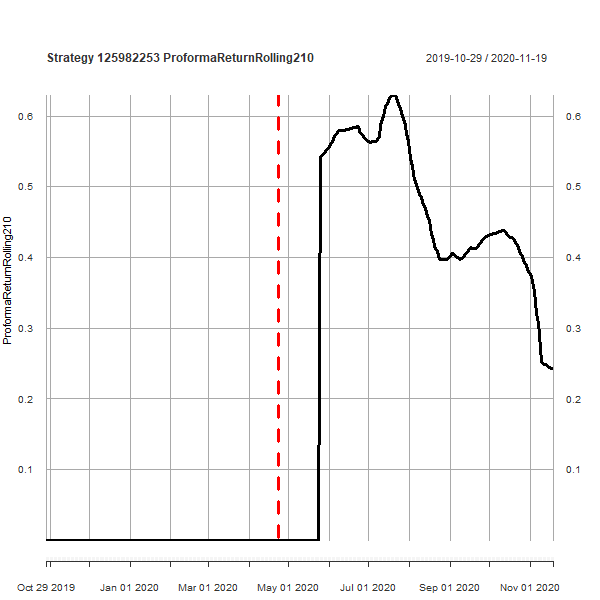 Strategy 125982253 ProformaReturnRolling210
2019-10-29 / 2020-11-19
ProformaReturnRolling210
0.6 0.6
0.5 0.5
0.4 0.4
0.3 0.3
0.2 0.2
0.1 0.1
Oct 29 2019 Jan 01 2020 Mar 01 2020 May 01 2020 Jul 01 2020 Sep 01 2020 Nov 01 2020